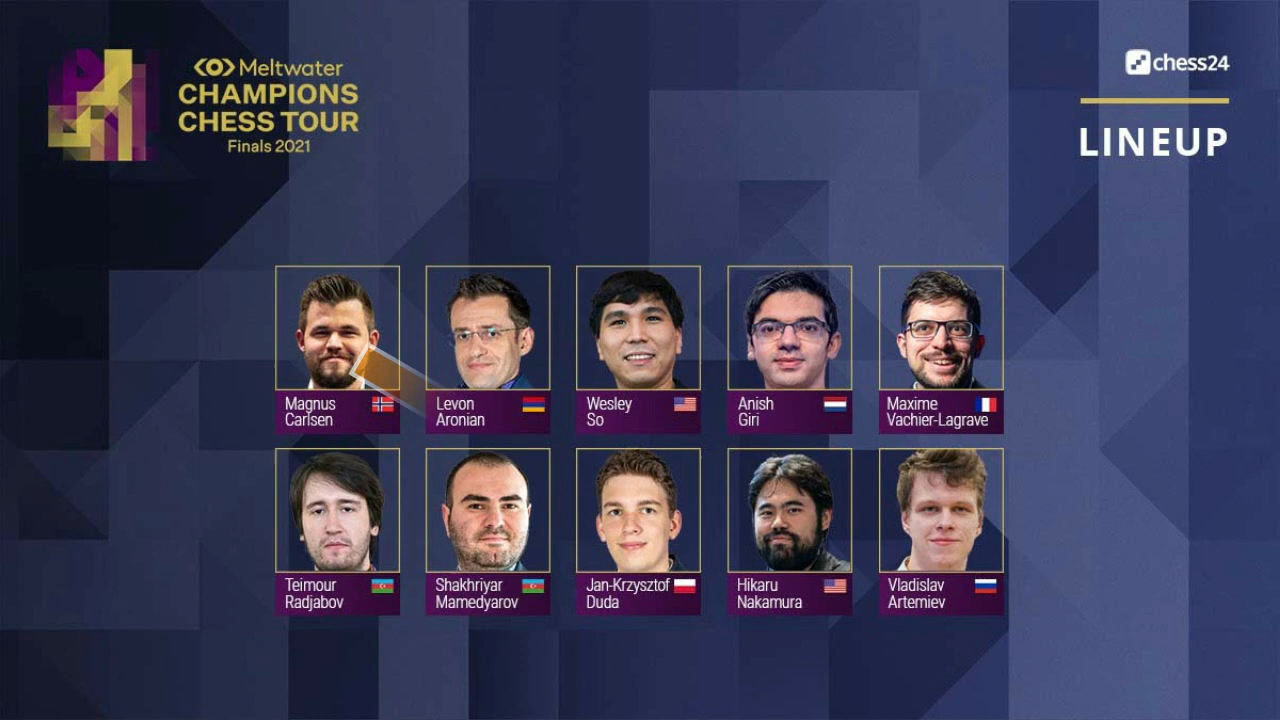 Meltwater
CHAMPIONS
CHESS TOUR
Finals 2021
chess24
LINEUP
Magnus
Carlsen
Levon
Aronian
Wesley
So
Anish
Giri
Maxime
Vachier-Lagrave
Teimour
Radjabov
Shakhriyar
Mamedyarov
Jan-Krzysztof
Duda
Hikaru
Nakamura
Vladislav
Artemiev